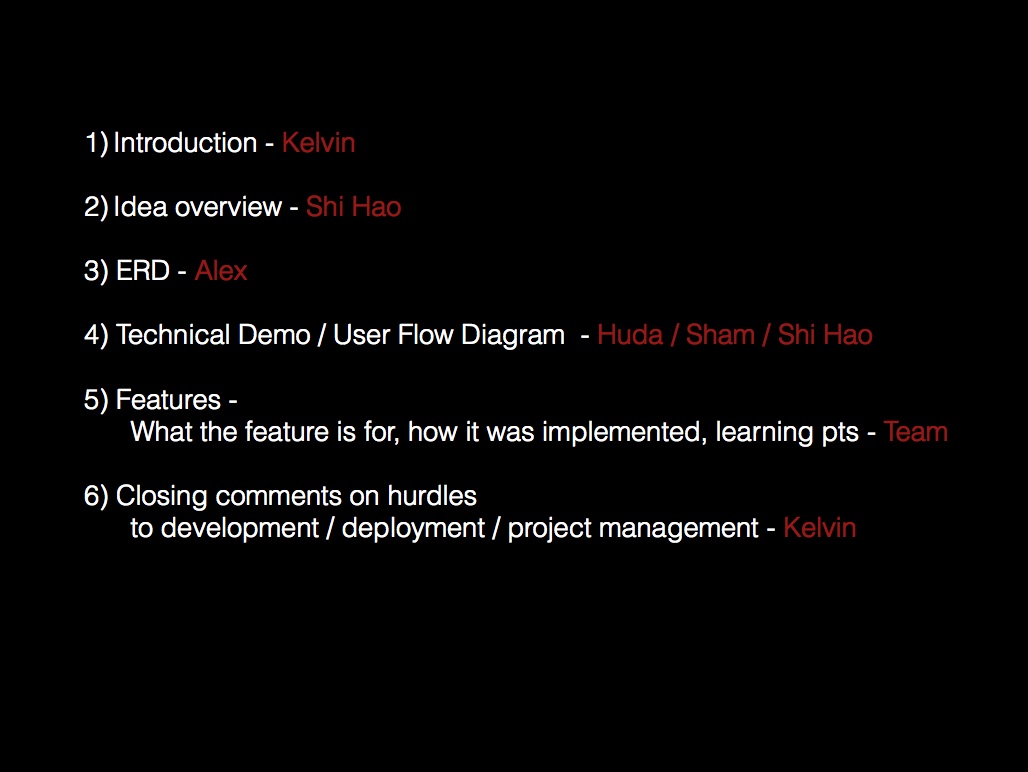 1) Introduction - Kelvin
2) Idea overview - Shi Hao
3) ERD - Alex
4) Technical Demo / User Flow Diagram - Huda / Sham / Shi Hao
5) Features -
What the feature is for, how it was implemented, learning pts - Team
6) Closing comments on hurdles
to development / deployment / project management - Kelvin